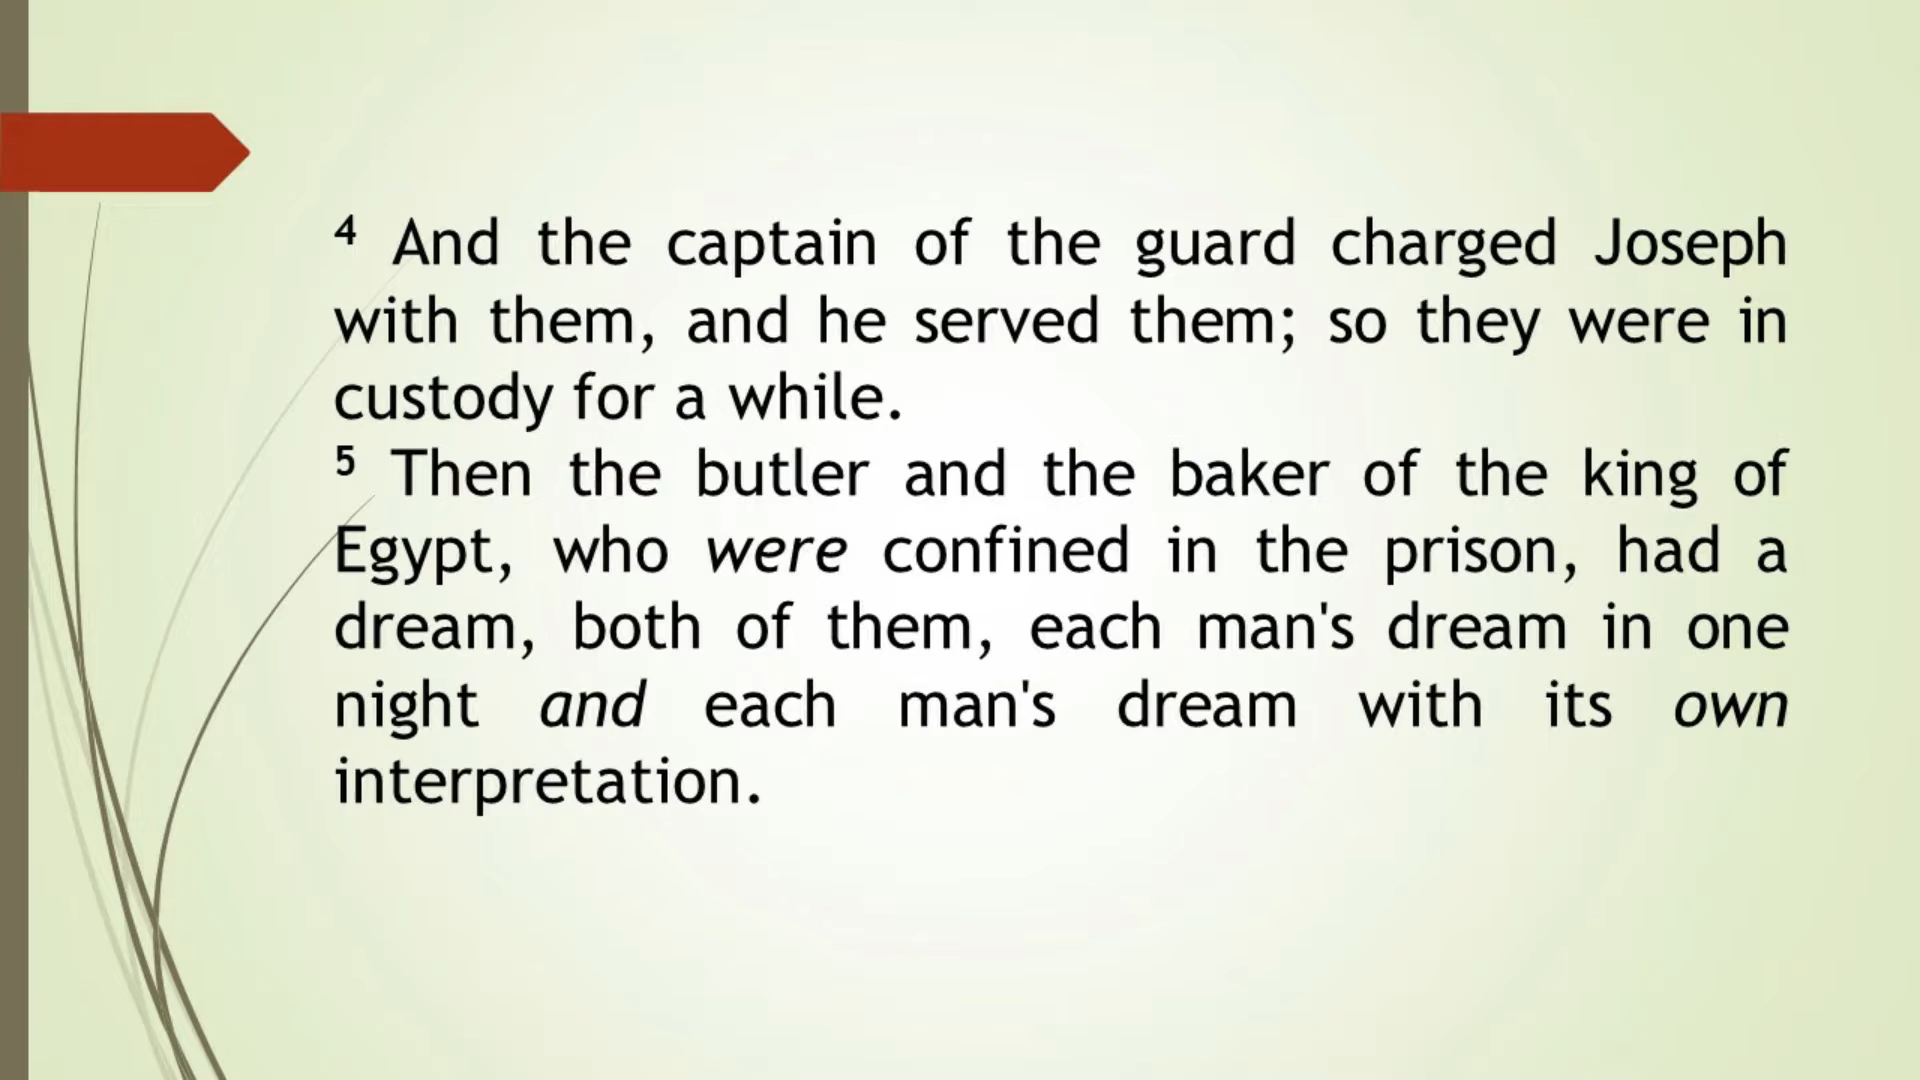 4 And the captain of the guard charged Joseph
with them, and he served them; so they were in
custody for a while.
5 Then the butler and the baker of the king of
Egypt, who were confined in the prison, had a
dream, both of them, each man's dream in one
night and each man's dream with its own
interpretation.